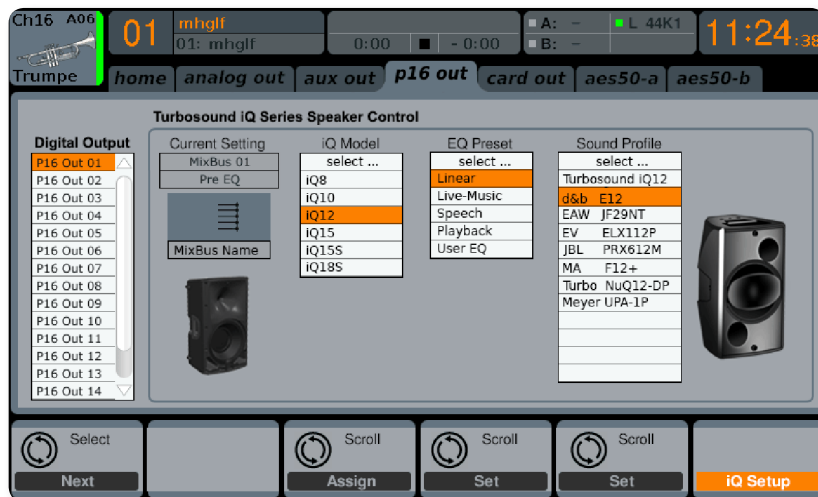 Ch16 A06
Trumpe
01
mhglf
01: mhglf
0:00 - 0:00
A: -
B: -
L 44K1
11:24:38
home analog out aux out p16 out card out aes50-a aes50-b
Turbosound iQ Series Speaker Control
Digital Output
P16 Out 01
P16 Out 02
P16 Out 03
P16 Out 04
P16 Out 05
P16 Out 06
P16 Out 07
P16 Out 08
P16 Out 09
P16 Out 10
P16 Out 11
P16 Out 12
P16 Out 13
P16 Out 14
Current Setting
MixBus 01
Pre EQ
MixBus Name
iQ Model
select ...
iQ8
iQ10
iQ12
iQ15
iQ15S
iQ18S
EQ Preset
select ...
Linear
Live-Music
Speech
Playback
User EQ
Sound Profile
select ...
Turbosound iQ12
d&b E12
EAW JF29NT
EV ELX112P
JBL PRX612M
MA F12+
Turbo NuQ12-DP
Meyer UPA-1P
Select
Next
Scroll
Assign
Scroll
Set
Scroll
Set
iQ Setup